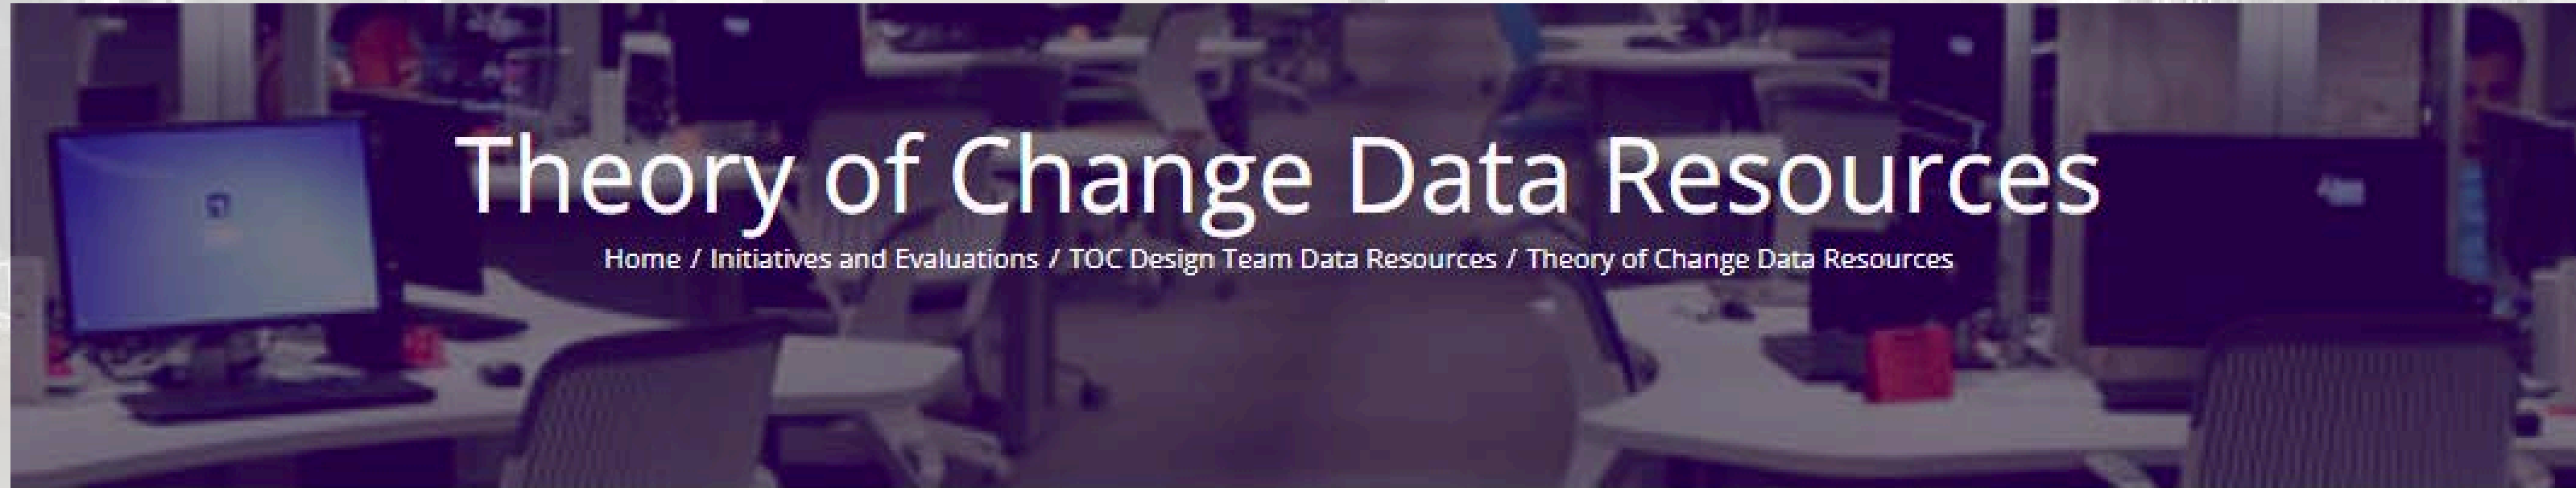 Theory of Change Data Resources
Home / Initiatives and Evaluations / TOC Design Team Data Resources / Theory of Change Data Resources